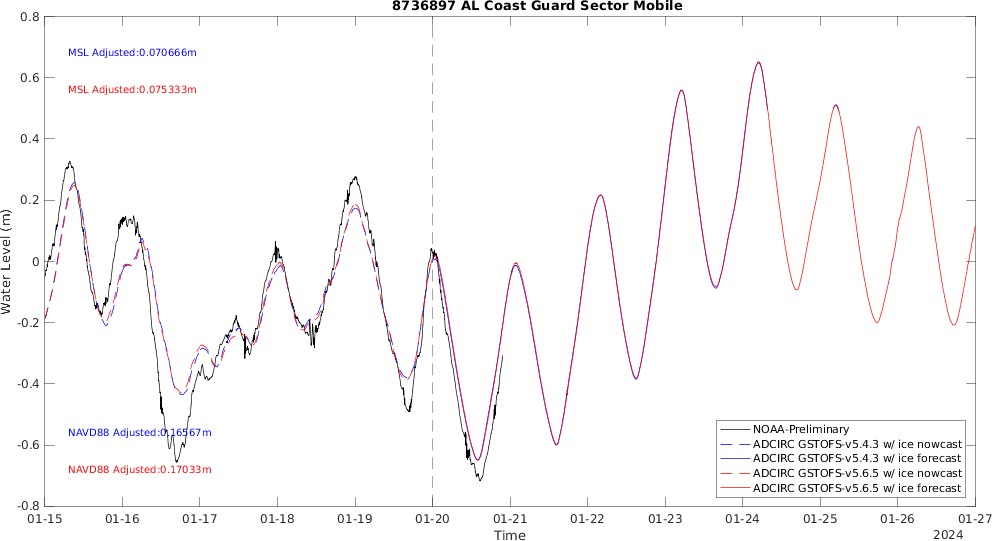 8736897 AL Coast Guard Sector Mobile
0.8
MSL Adjusted:0.070666m
0.6
MSL Adjusted:0.075333m
0.4
0.2
0
Water Level (m)
-0.2
-0.4
NOAA-Preliminary
NAVD88 Adjusted:0.16567m
ADCIRC GSTOFS-v5.4.3 w/ ice nowcast
-0.6
ADCIRC GSTOFS-v5.4.3 w/ ice forecast
NAVD88 Adjusted:0.17033m
ADCIRC GSTOFS-v5.6.5 w/ ice nowcast
ADCIRC GSTOFS-v5.6.5 w/ ice forecast
-0.8
01-15 01-16 01-17 01-18 01-19 01-20 01-21 01-22 01-23 01-24 01-25 01-26 01-27
Time
2024